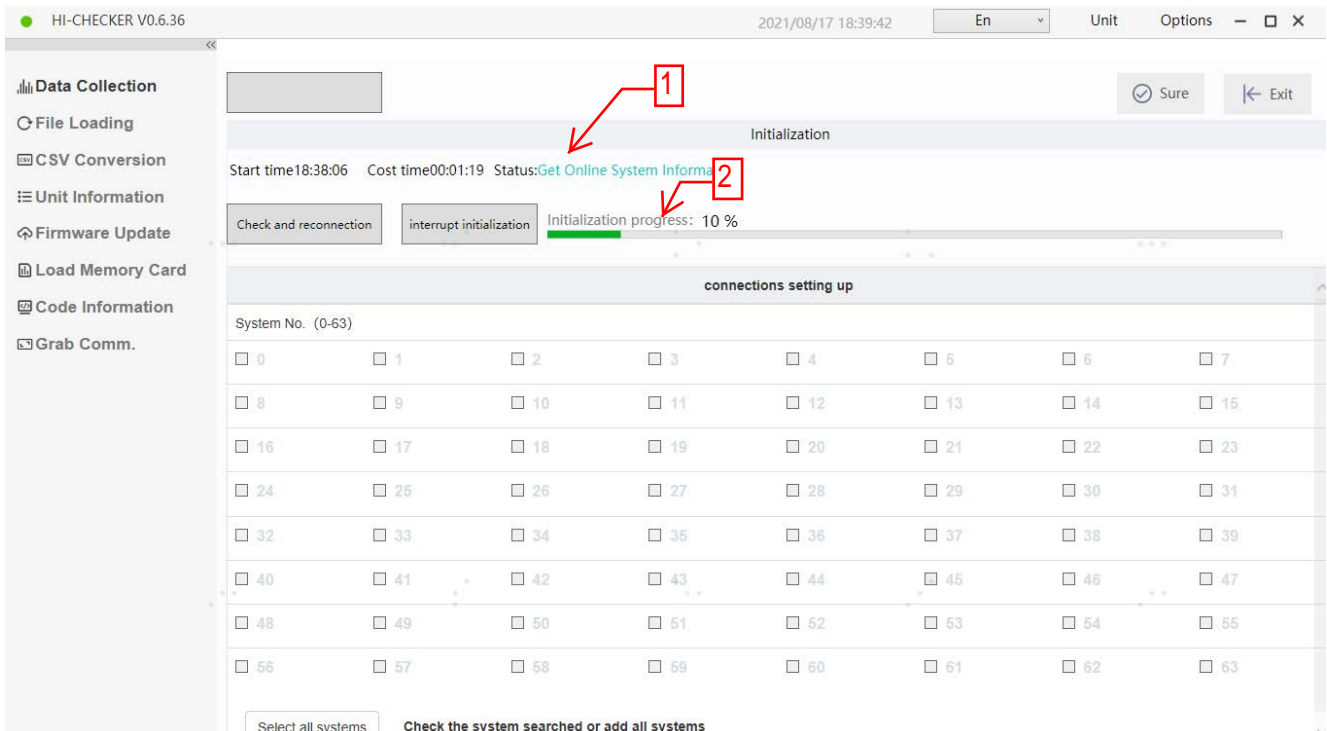 HI-CHECKER V0.6.36 2021/08/17 18:39:42 En Unit Options
Data Collection
File Loading
CSV Conversion
Unit Information
Firmware Update
Load Memory Card
Code Information
Grab Comm.
1
Sure Exit
Initialization
Start time18:38:06 Cost time00:01:19 Status:Get Online System Informa
2
Check and reconnection interrupt initialization Initialization progress: 10 %
connections setting up
System No. (0-63)
0 1 2 3 4 5 6 7
8 9 10 11 12 13 14 15
16 17 18 19 20 21 22 23
24 25 26 27 28 29 30 31
32 33 34 35 36 37 38 39
40 41 42 43 44 45 46 47
48 49 50 51 52 53 54 55
56 57 58 59 60 61 62 63
Select all systems Check the system searched or add all systems